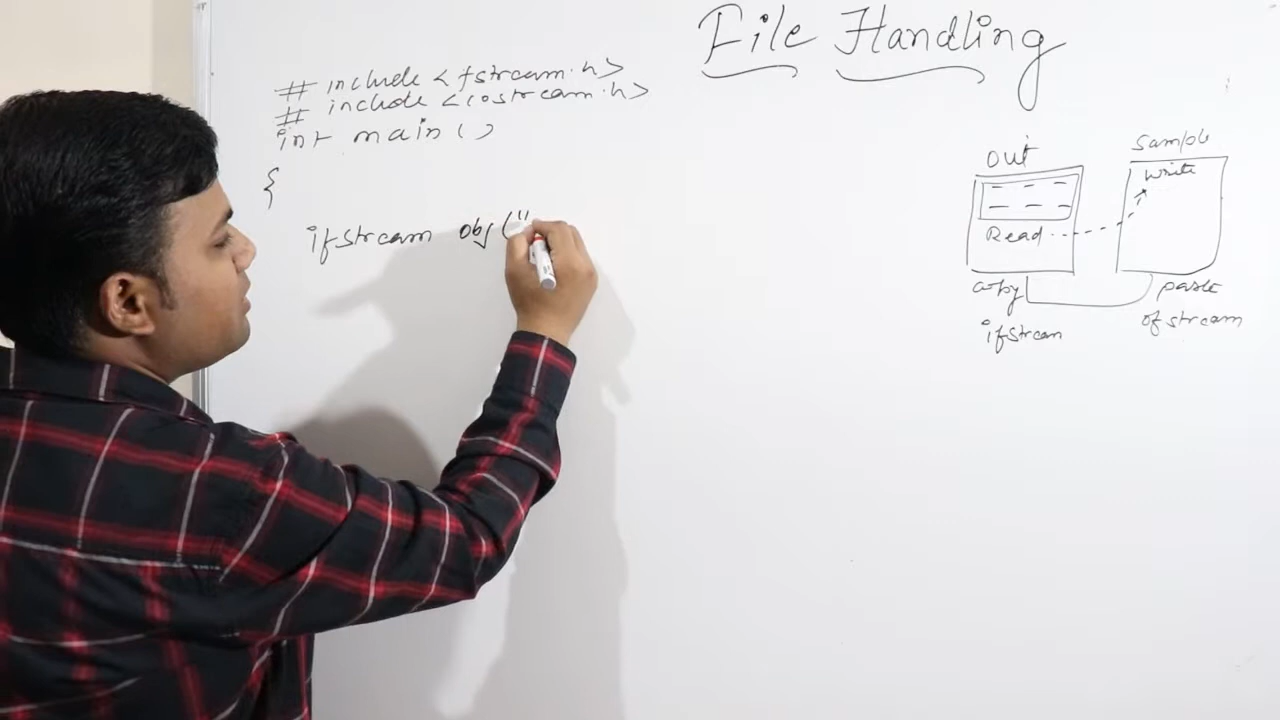 File Handling
# include <fstream.h>
# include <iostream.h>
int main ( )
{
ifstream obj ("
out
Read
copy
ifstream
Sample
write
paste
ofstream